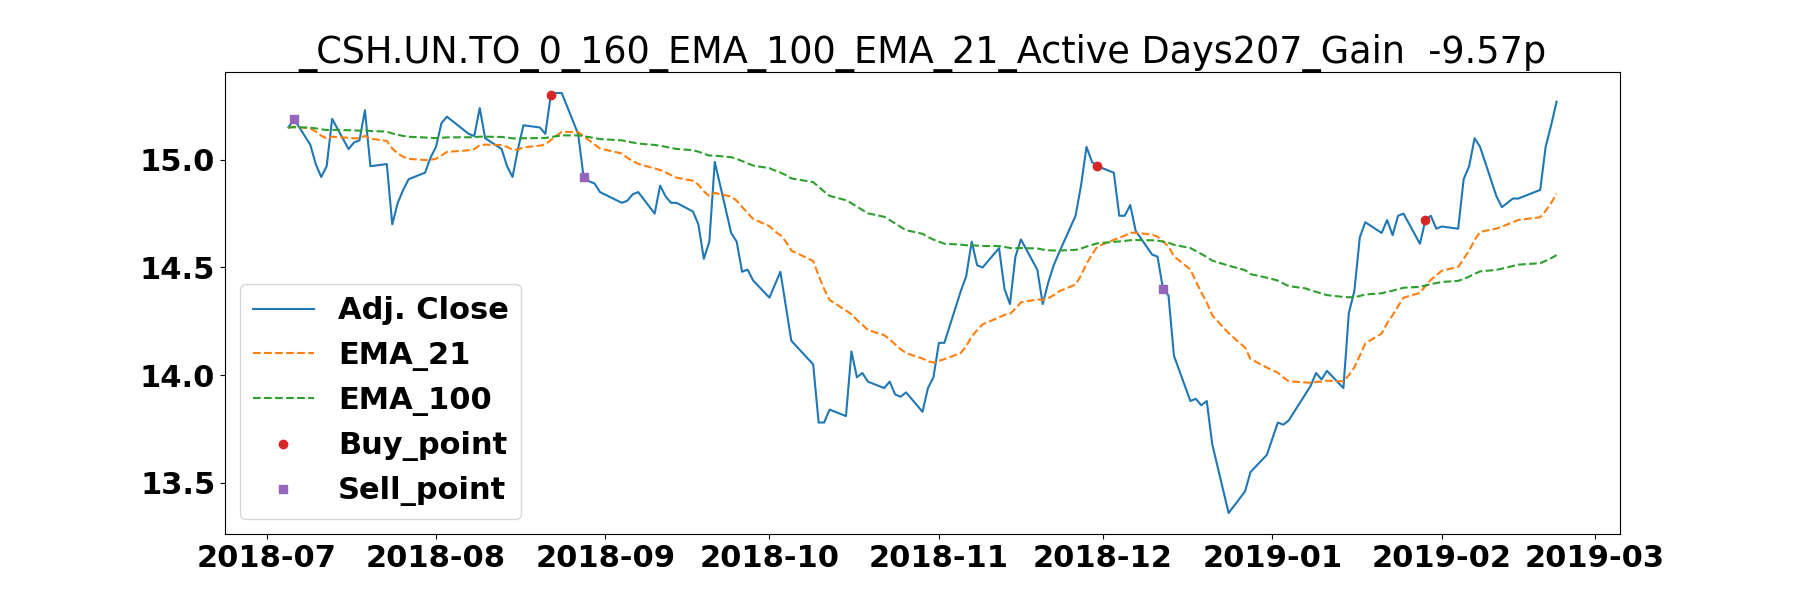 _CSH.UN.TO_0_160_EMA_100_EMA_21_Active Days207_Gain  -9.57p
15.0
14.5
14.0
13.5
Adj. Close
EMA_21
EMA_100
Buy_point
Sell_point
2018-07 2018-08 2018-09 2018-10 2018-11 2018-12 2019-01 2019-02 2019-03